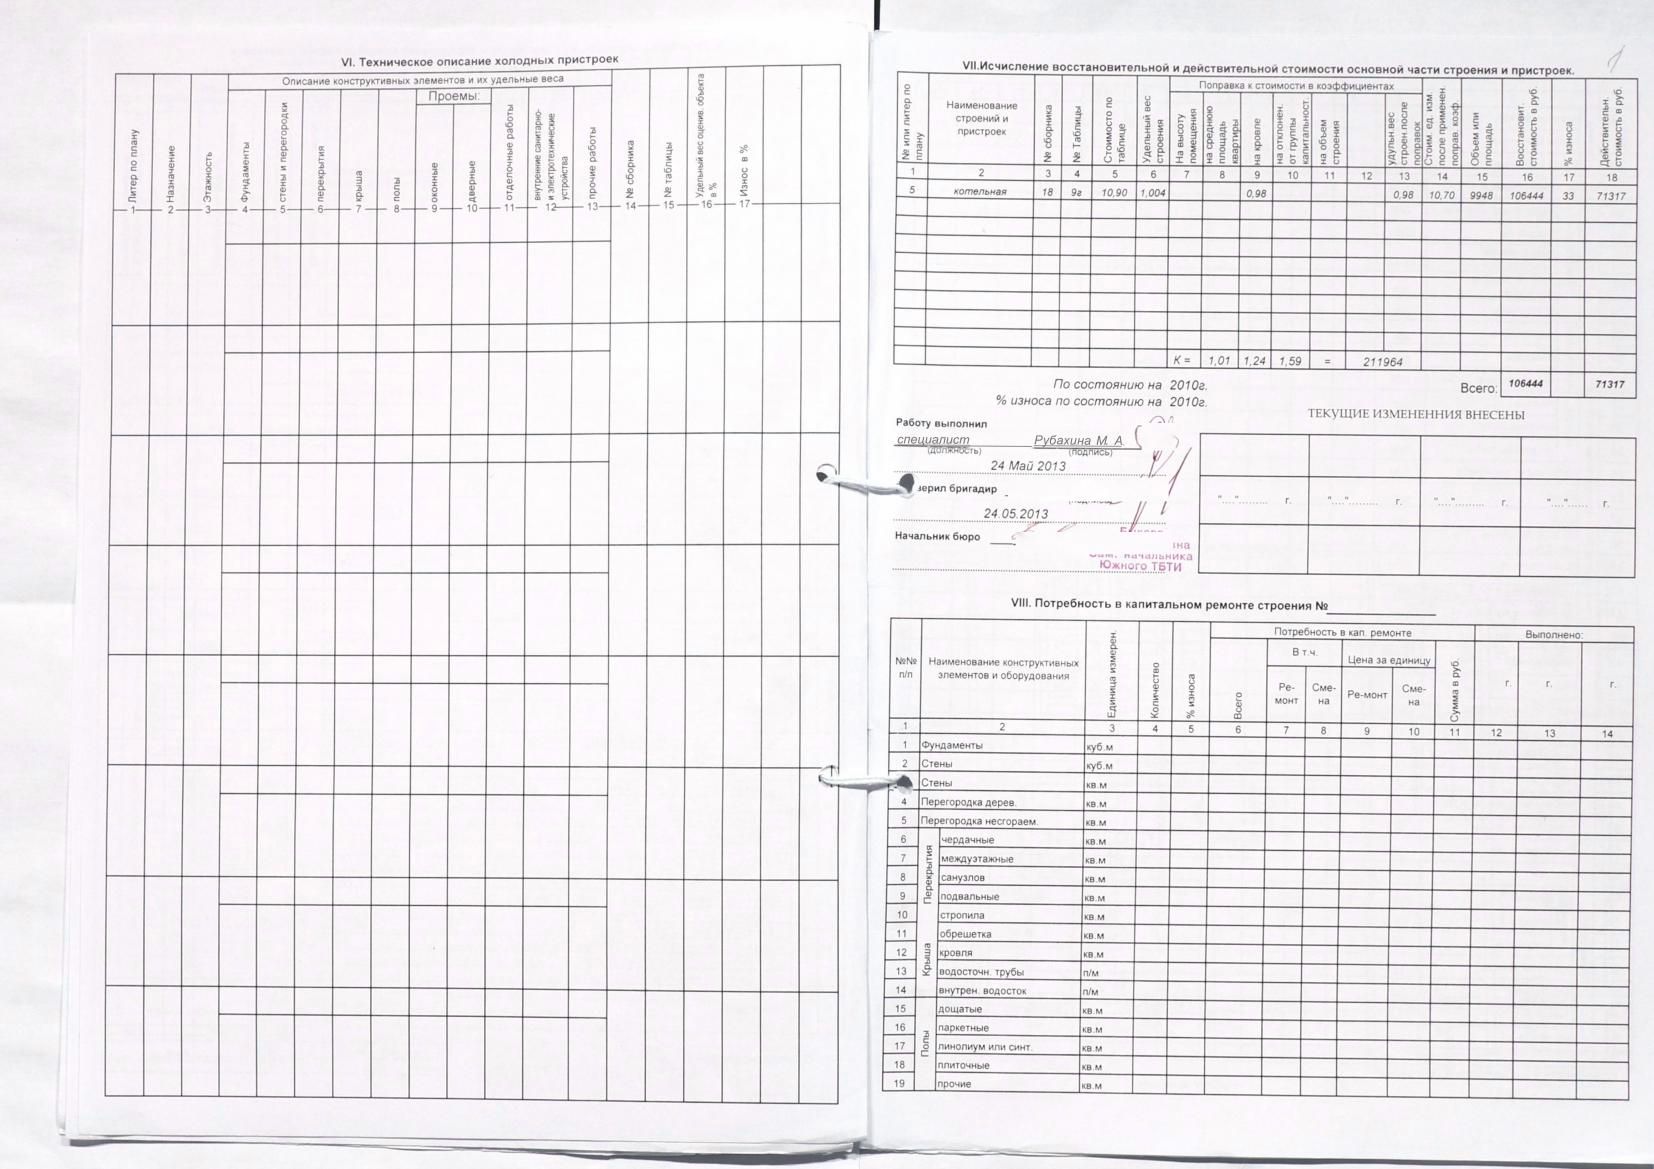 VI. Техническое описание холодных пристроек
Описание конструктивных элементов и их удельные веса
Проемы:
Литер по плану
Назначение
Этажность
Фундаменты
стены и перегородки
перекрытия
крыша
полы
оконные
дверные
отделочные работы
внутренние санитарно-
и электротехнические
устройства
прочие работы
№ сборника
№ таблицы
Удельный вес оценив. объекта
в %
Износ в %
1 2 3 4 5 6 7 8 9 10 11 12 13 14 15 16 17
VII.Исчисление восстановительной и действительной стоимости основной части строения и пристроек.
№ или литер по
плану
Наименование
строений и
пристроек
№ сборника
№ Таблицы
Стоимость по
таблице
Удельный вес
строения
Поправка к стоимости в коэффициентах
На высоту
помещения
на среднюю
площадь
квартиры
на кровле
на отклонен.
от группы
капитальност.
на объем
строения
удульн.вес
строен.после
поправок
Стоим. ед. изм.
после применен.
поправ. коэф
Объем или
площадь
Восстановит.
стоимость в руб.
% износа
Действительн.
стоимость в руб.
1 2 3 4 5 6 7 8 9 10 11 12 13 14 15 16 17 18
5 котельная 18 9г 10,90 1,004 0,98 0,98 10,70 9948 106444 33 71317
К = 1,01 1,24 1,59 = 211964
По состоянию на 2010г.
Всего: 106444 71317
% износа по состоянию на 2010г.
ТЕКУЩИЕ ИЗМЕНЕННИЯ ВНЕСЕНЫ
Работу выполнил
специалист Рубахина М. А.
(должность) (подпись)
24 Май 2013
верил бригадир
24.05.2013
"...."........ г. "...."........ г. "...."........ г. "...."...... г.
Начальник бюро
начальника
Южного ТБТИ
VIII. Потребность в капитальном ремонте строения №
№№
п/п
Наименование конструктивных
элементов и оборудования
Единица измерен.
Количество
% износа
Потребность в кап. ремонте
Выполнено:
Всего
В т.ч.
Цена за единицу
Ре-
монт
Сме-
на
Ре-монт
Сме-
на
Сумма в руб.
г. г. г.
1 2 3 4 5 6 7 8 9 10 11 12 13 14
1 Фундаменты куб.м
2 Стены куб.м
Стены кв.м
4 Перегородка дерев. кв.м
5 Перегородка несгораем. кв.м
Перекрытия
6 чердачные кв.м
7 междуэтажные кв.м
8 санузлов кв.м
9 подвальные кв.м
Крыша
10 стропила кв.м
11 обрешетка кв.м
12 кровля кв.м
13 водосточн. трубы п/м
14 внутрен. водосток п/м
Полы
15 дощатые кв.м
16 паркетные кв.м
17 линолиум или синт. кв.м
18 плиточные кв.м
19 прочие кв.м